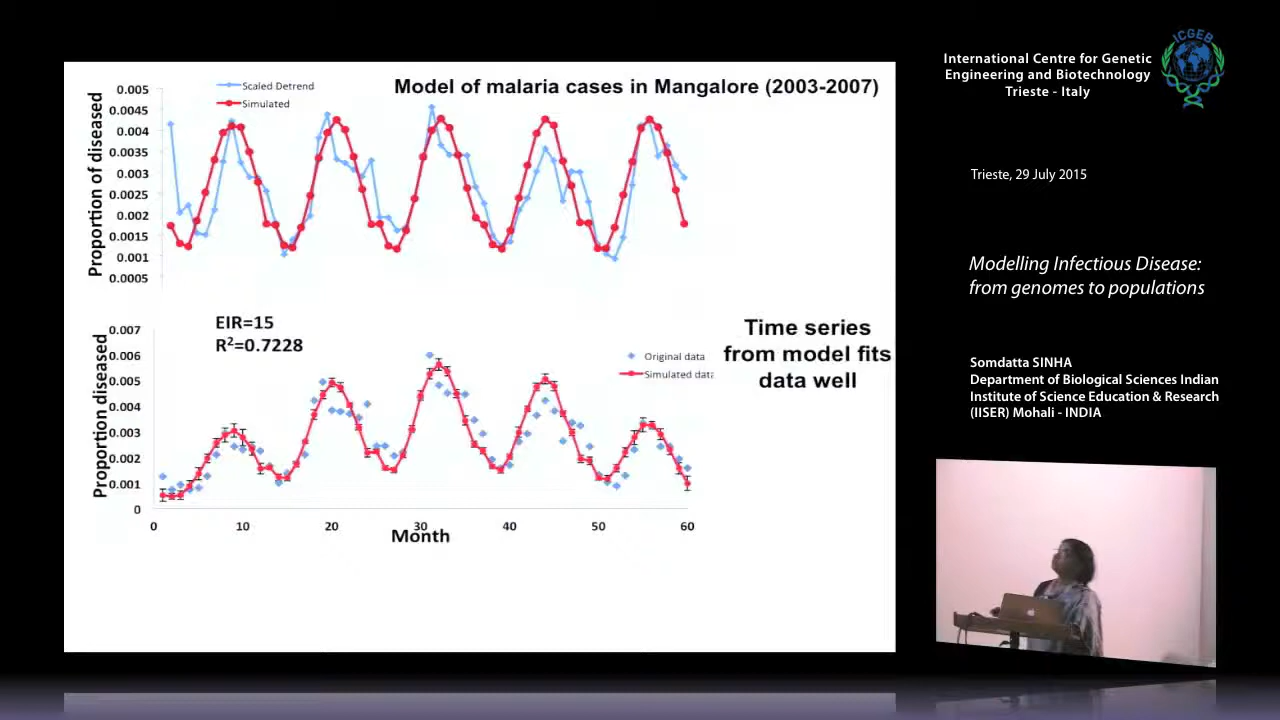 Model of malaria cases in Mangalore (2003-2007)
Scaled Detrend
Simulated
Proportion of diseased
0.005
0.0045
0.004
0.0035
0.003
0.0025
0.002
0.0015
0.001
0.0005
EIR=15
R²=0.7228
Original data
Simulated data
Proportion diseased
0.007
0.006
0.005
0.004
0.003
0.002
0.001
0
0 10 20 30 40 50 60
Month
Time series
from model fits
data well
International Centre for Genetic
Engineering and Biotechnology
Trieste - Italy
ICGEB
Trieste, 29 July 2015
Modelling Infectious Disease:
from genomes to populations
Somdatta SINHA
Department of Biological Sciences Indian
Institute of Science Education & Research
(IISER) Mohali - INDIA